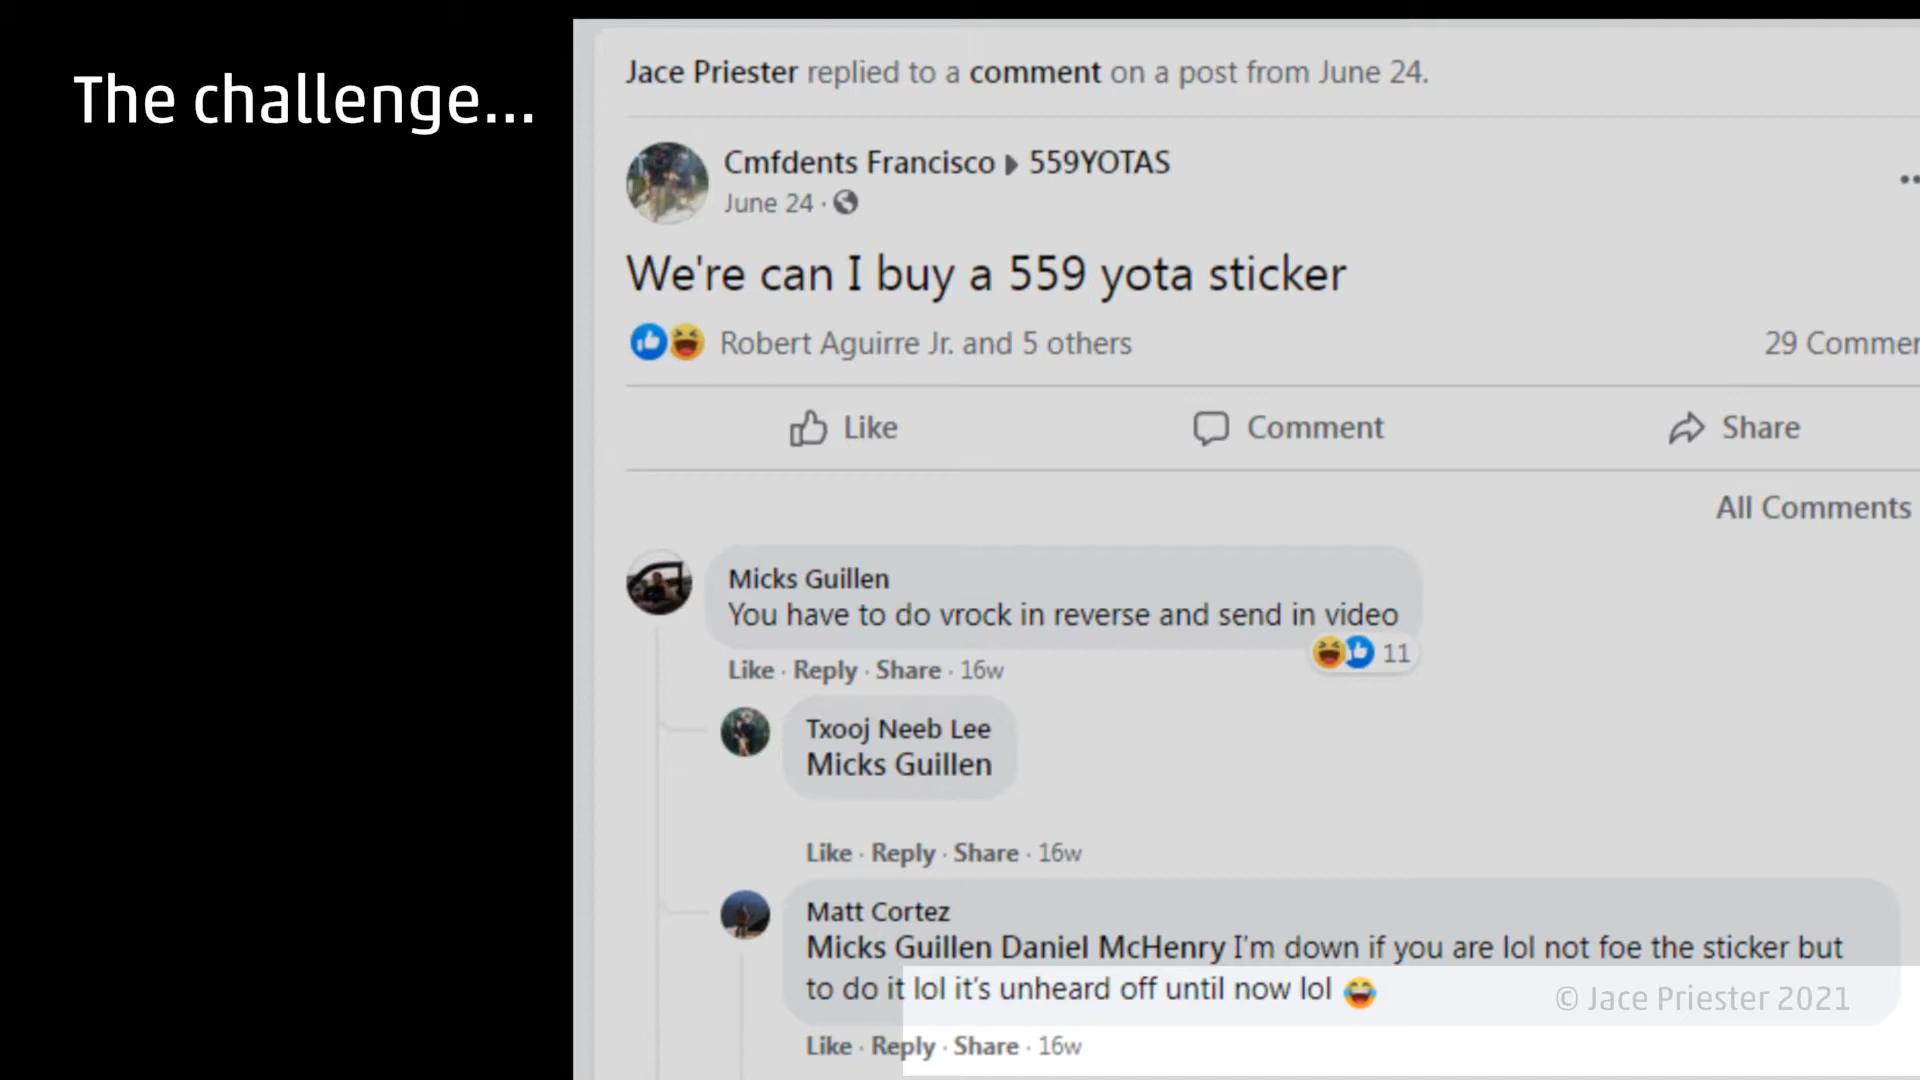 The challenge...
Jace Priester replied to a comment on a post from June 24.
Cmfdents Francisco 559YOTAS
June 24 ·
We're can I buy a 559 yota sticker
Robert Aguirre Jr. and 5 others
29 Commen
Like
Comment
Share
All Comments
Micks Guillen
You have to do vrock in reverse and send in video
11
Like · Reply · Share · 16w
Txooj Neeb Lee
Micks Guillen
Like · Reply · Share · 16w
Matt Cortez
Micks Guillen Daniel McHenry I'm down if you are lol not foe the sticker but
to do it lol it's unheard off until now lol 😂
© Jace Priester 2021
Like · Reply · Share · 16w